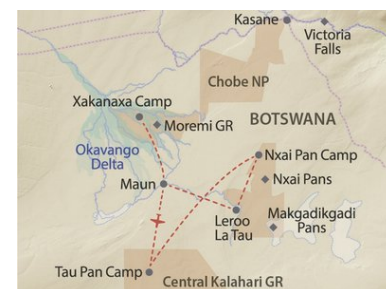 Kasane
Victoria
Falls
Chobe NP
Xakanaxa Camp
Moremi GR
BOTSWANA
Okavango
Delta
Nxai Pan Camp
Maun
Nxai Pans
Leroo
La Tau
Makgadikgadi
Pans
Tau Pan Camp
Central Kalahari GR